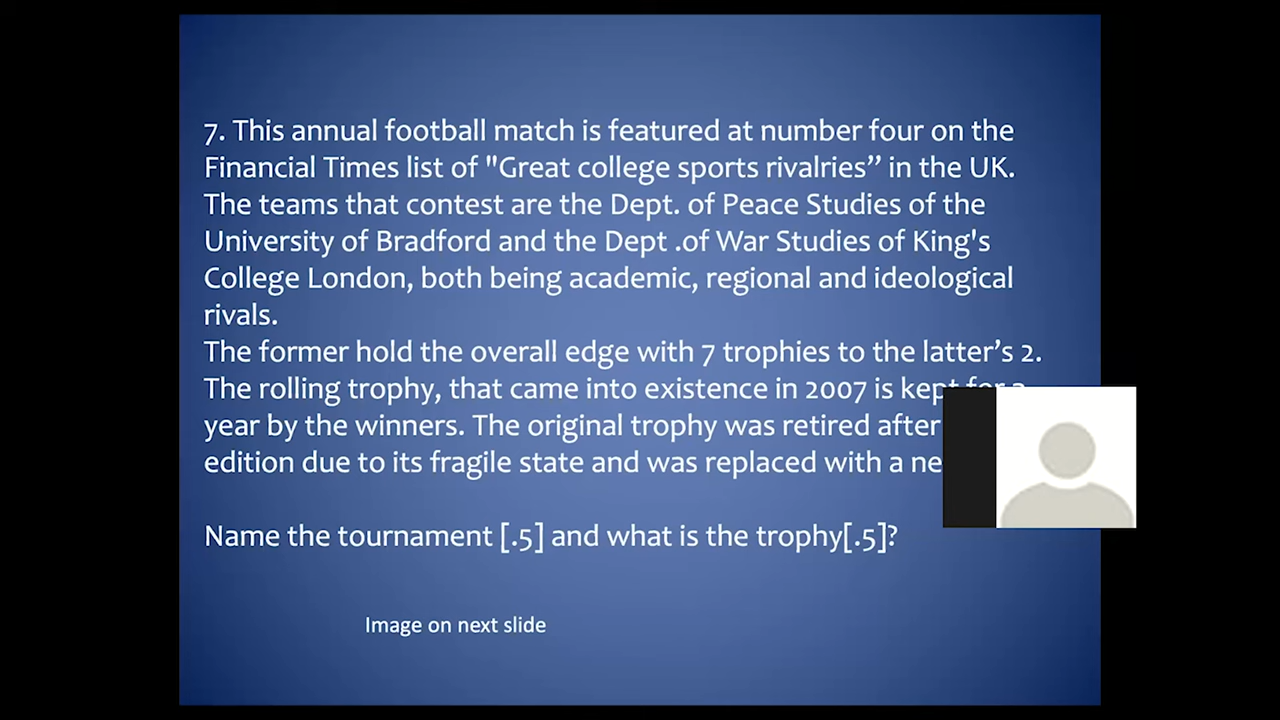 7. This annual football match is featured at number four on the
Financial Times list of "Great college sports rivalries” in the UK.
The teams that contest are the Dept. of Peace Studies of the
University of Bradford and the Dept .of War Studies of King's
College London, both being academic, regional and ideological
rivals.
The former hold the overall edge with 7 trophies to the latter’s 2.
The rolling trophy, that came into existence in 2007 is kept for a
year by the winners. The original trophy was retired after
edition due to its fragile state and was replaced with a
Name the tournament [.5] and what is the trophy[.5]?
Image on next slide